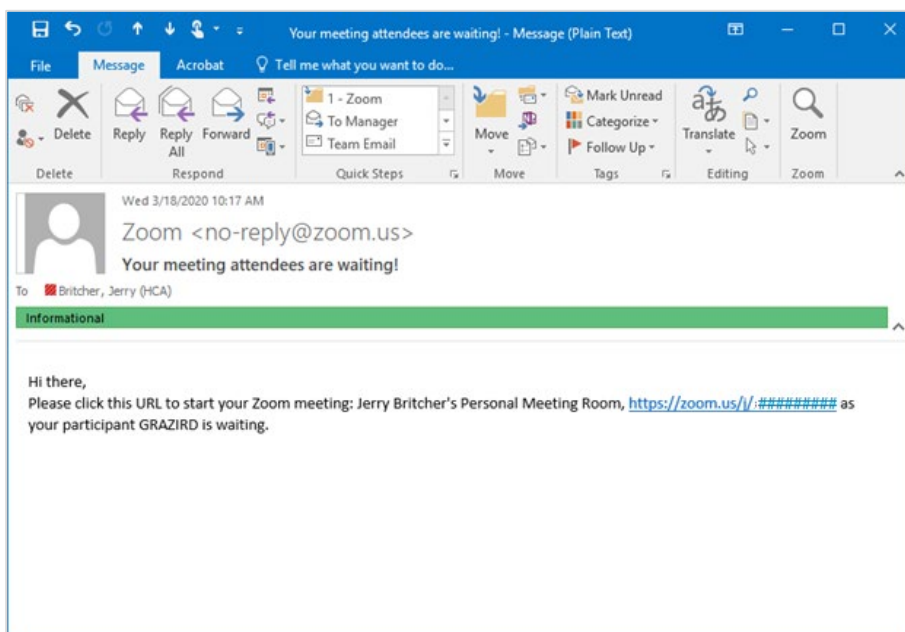 Your meeting attendees are waiting! - Message (Plain Text)
File Message Acrobat Tell me what you want to do...
Delete
Reply Reply All Forward
1 - Zoom
To Manager
Team Email
Move
Mark Unread
Categorize
Follow Up
Translate
Zoom
Delete Respond Quick Steps Move Tags Editing Zoom
Wed 3/18/2020 10:17 AM
Zoom <no-reply@zoom.us>
Your meeting attendees are waiting!
To Britcher, Jerry (HCA)
Informational
Hi there,
Please click this URL to start your Zoom meeting: Jerry Britcher's Personal Meeting Room, https://zoom.us/j/######### as
your participant GRAZIRD is waiting.